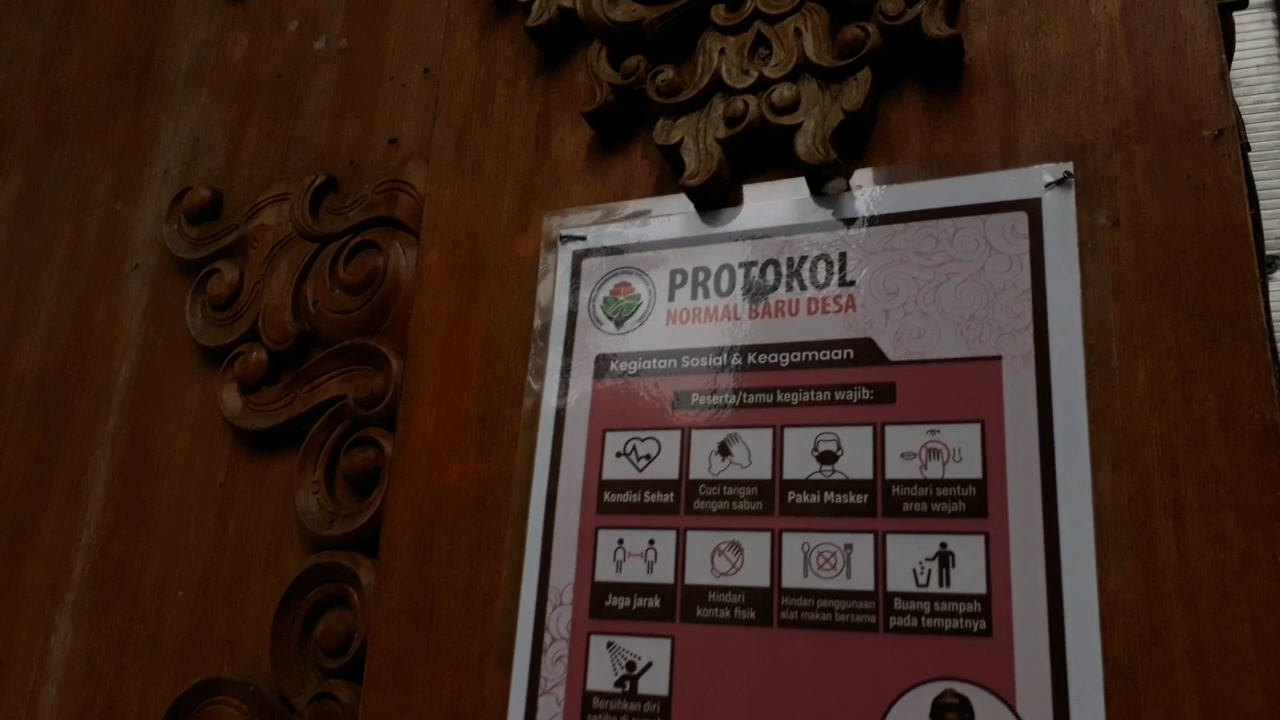 PROTOKOL
NORMAL BARU DESA
Kegiatan Sosial & Keagamaan
Peserta/tamu kegiatan wajib:
Kondisi Sehat
Cuci tangan
dengan sabun
Pakai Masker
Hindari sentuh
area wajah
Jaga jarak
Hindari
kontak fisik
Hindari penggunaan
alat makan bersama
Buang sampah
pada tempatnya
Bersihkan diri